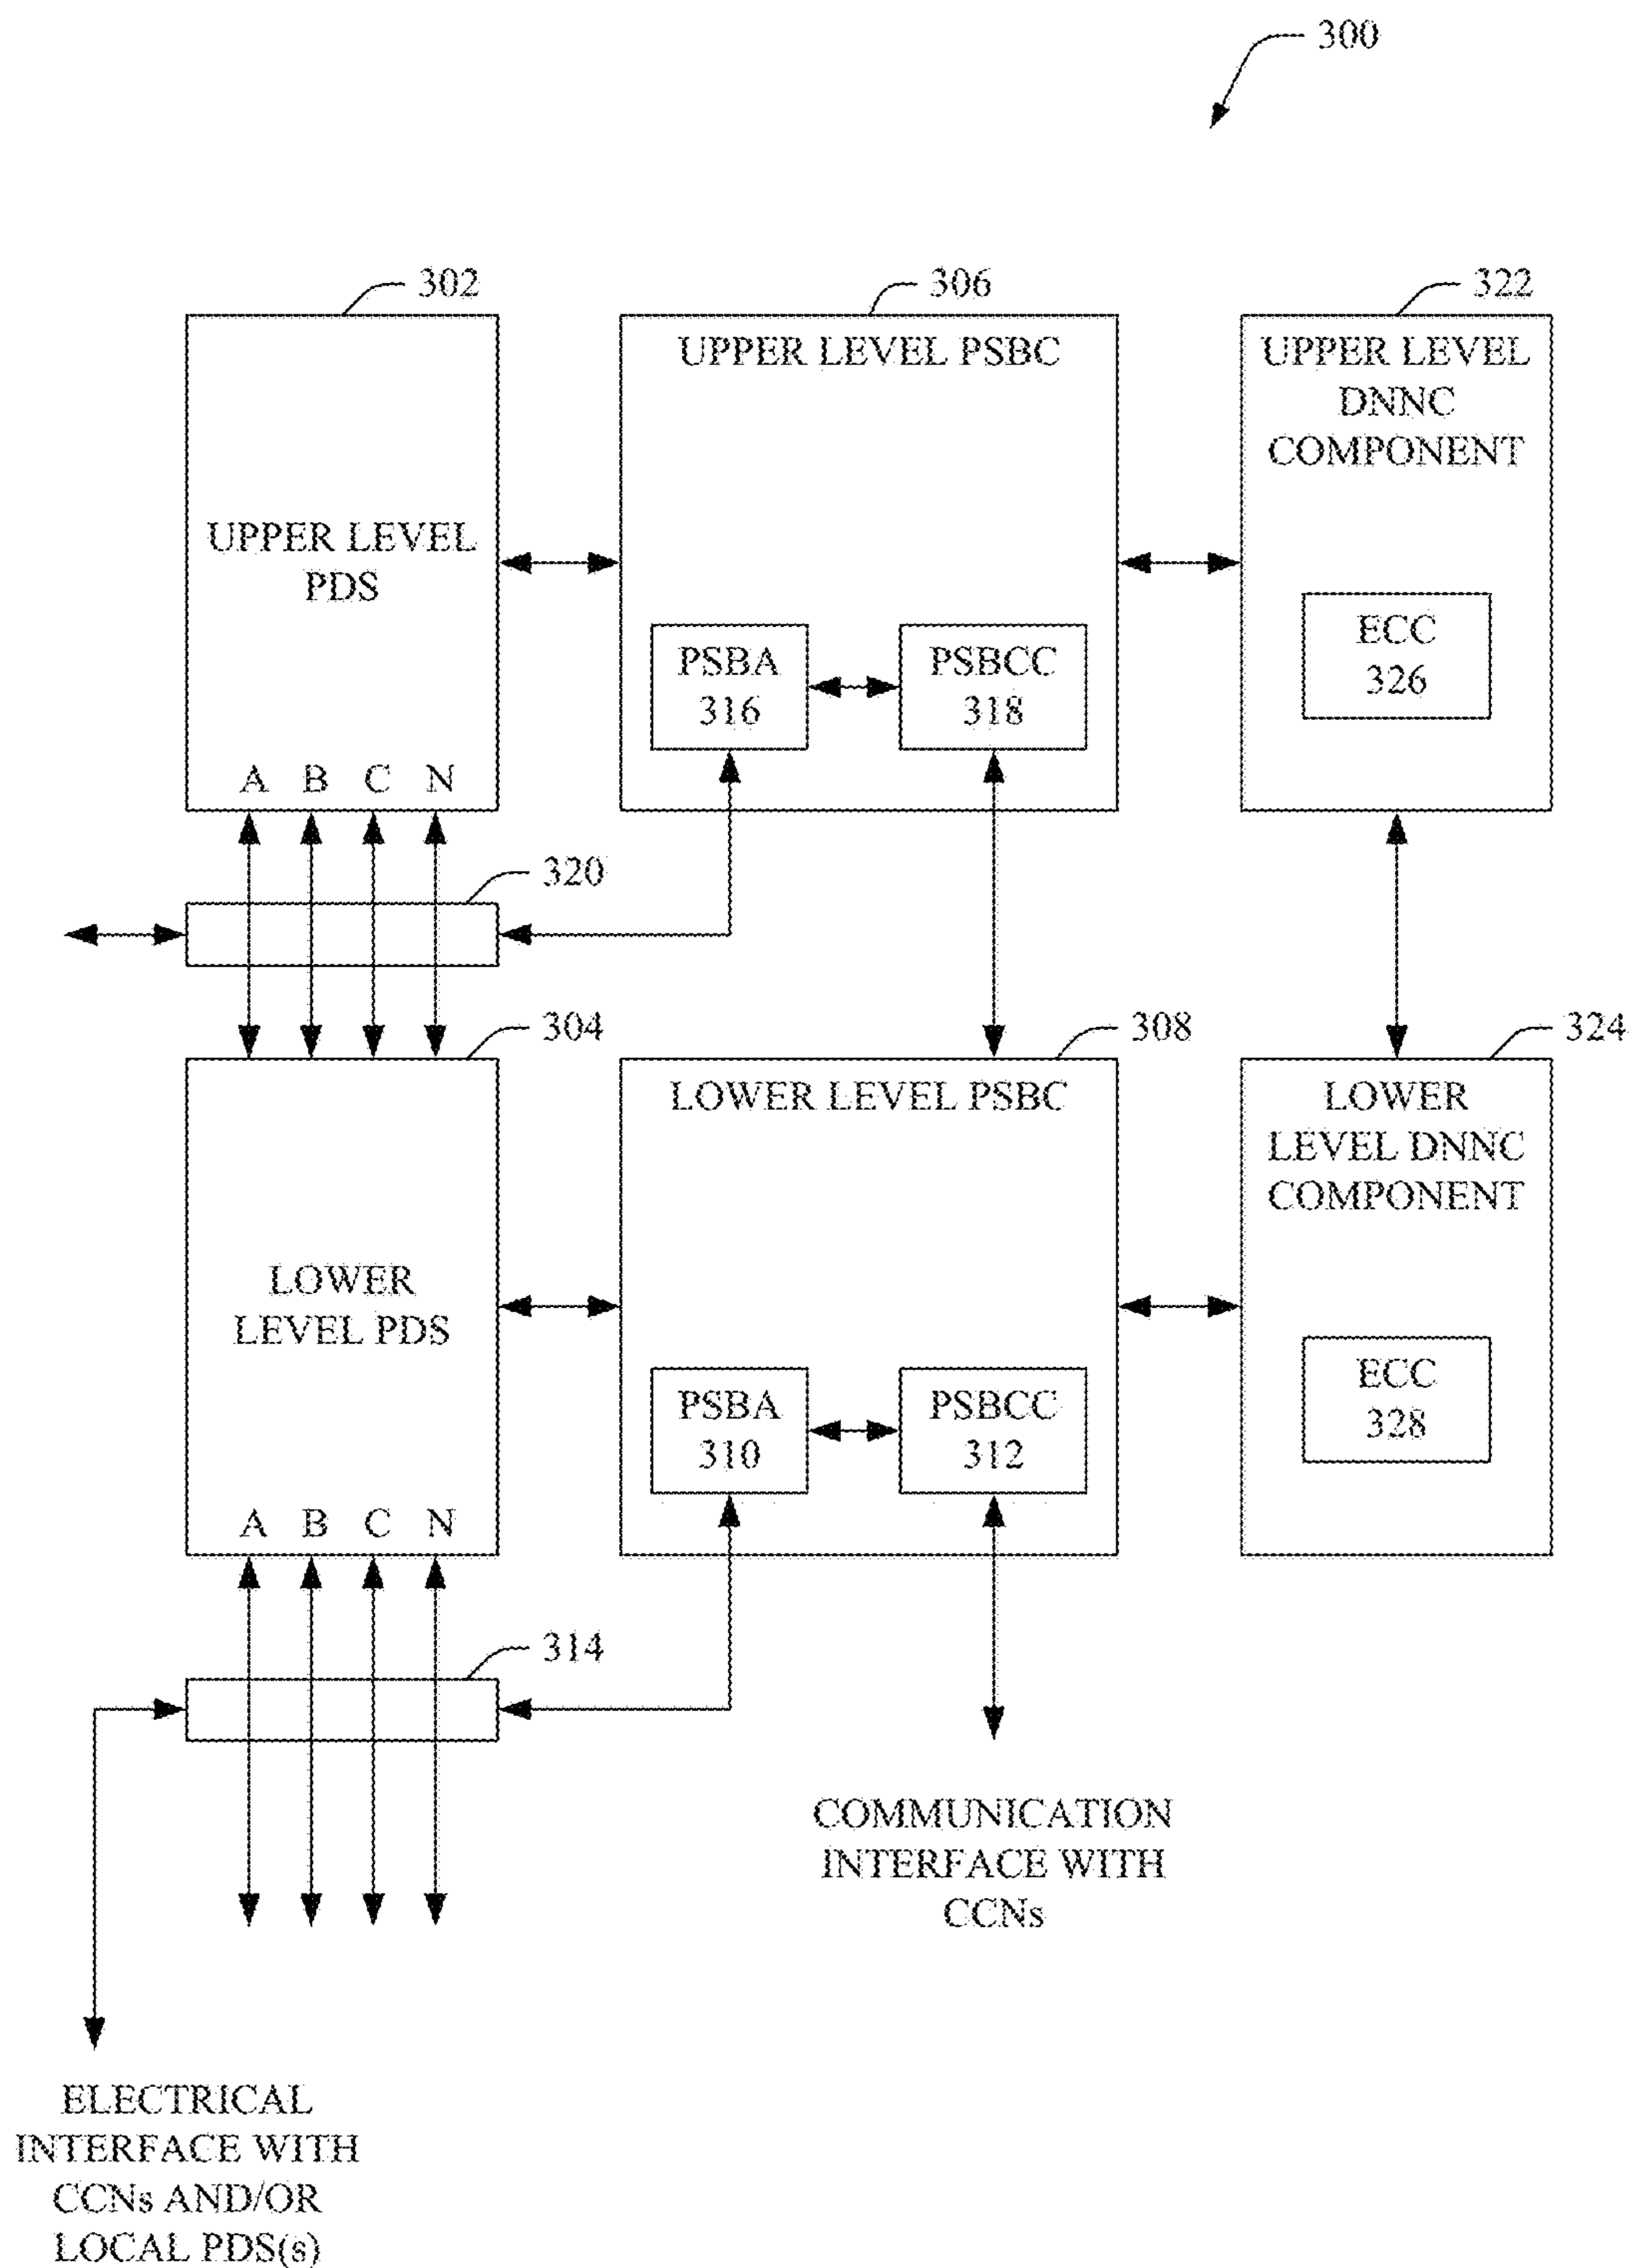 300
302
306
322
UPPER LEVEL
PDS
A B C N
UPPER LEVEL PSBC
PSBA
316
PSBCC
318
UPPER LEVEL
DNNC
COMPONENT
ECC
326
320
304
308
324
LOWER
LEVEL PDS
A B C N
LOWER LEVEL PSBC
PSBA
310
PSBCC
312
LOWER
LEVEL DNNC
COMPONENT
ECC
328
314
COMMUNICATION
INTERFACE WITH
CCNs
ELECTRICAL
INTERFACE WITH
CCNs AND/OR
LOCAL PDS(s)